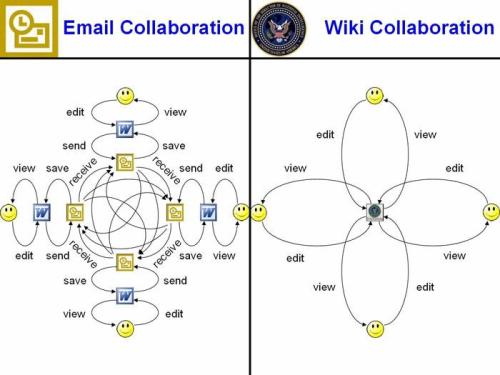 Email Collaboration
edit view
send save
receive receive
view save send edit
edit send save view
receive receive
save send
view edit
Wiki Collaboration
edit view
view edit
edit view
view edit